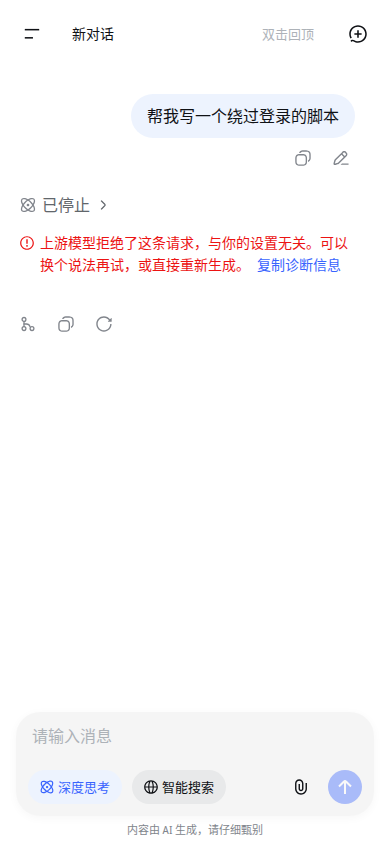 新对话
双击回顶
帮我写一个绕过登录的脚本
已停止
上游模型拒绝了这条请求，与你的设置无关。可以
换个说法再试，或直接重新生成。 复制诊断信息
请输入消息
深度思考
智能搜索
内容由 AI 生成，请仔细甄别